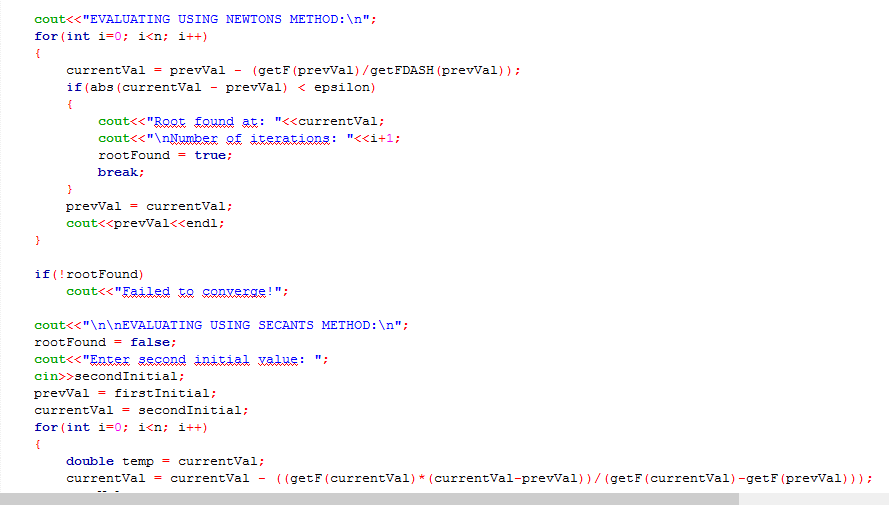 cout<<"EVALUATING USING NEWTONS METHOD:\n";
for(int i=0; i<n; i++)
{
    currentVal = prevVal - (getF(prevVal)/getFDASH(prevVal));
    if(abs(currentVal - prevVal) < epsilon)
    {
        cout<<"Root found at: "<<currentVal;
        cout<<"\nNumber of iterations: "<<i+1;
        rootFound = true;
        break;
    }
    prevVal = currentVal;
    cout<<prevVal<<endl;
}

if(!rootFound)
    cout<<"Failed to converge!";

cout<<"\n\nEVALUATING USING SECANTS METHOD:\n";
rootFound = false;
cout<<"Enter second initial value: ";
cin>>secondInitial;
prevVal = firstInitial;
currentVal = secondInitial;
for(int i=0; i<n; i++)
{
    double temp = currentVal;
    currentVal = currentVal - ((getF(currentVal)*(currentVal-prevVal))/(getF(currentVal)-getF(prevVal)));